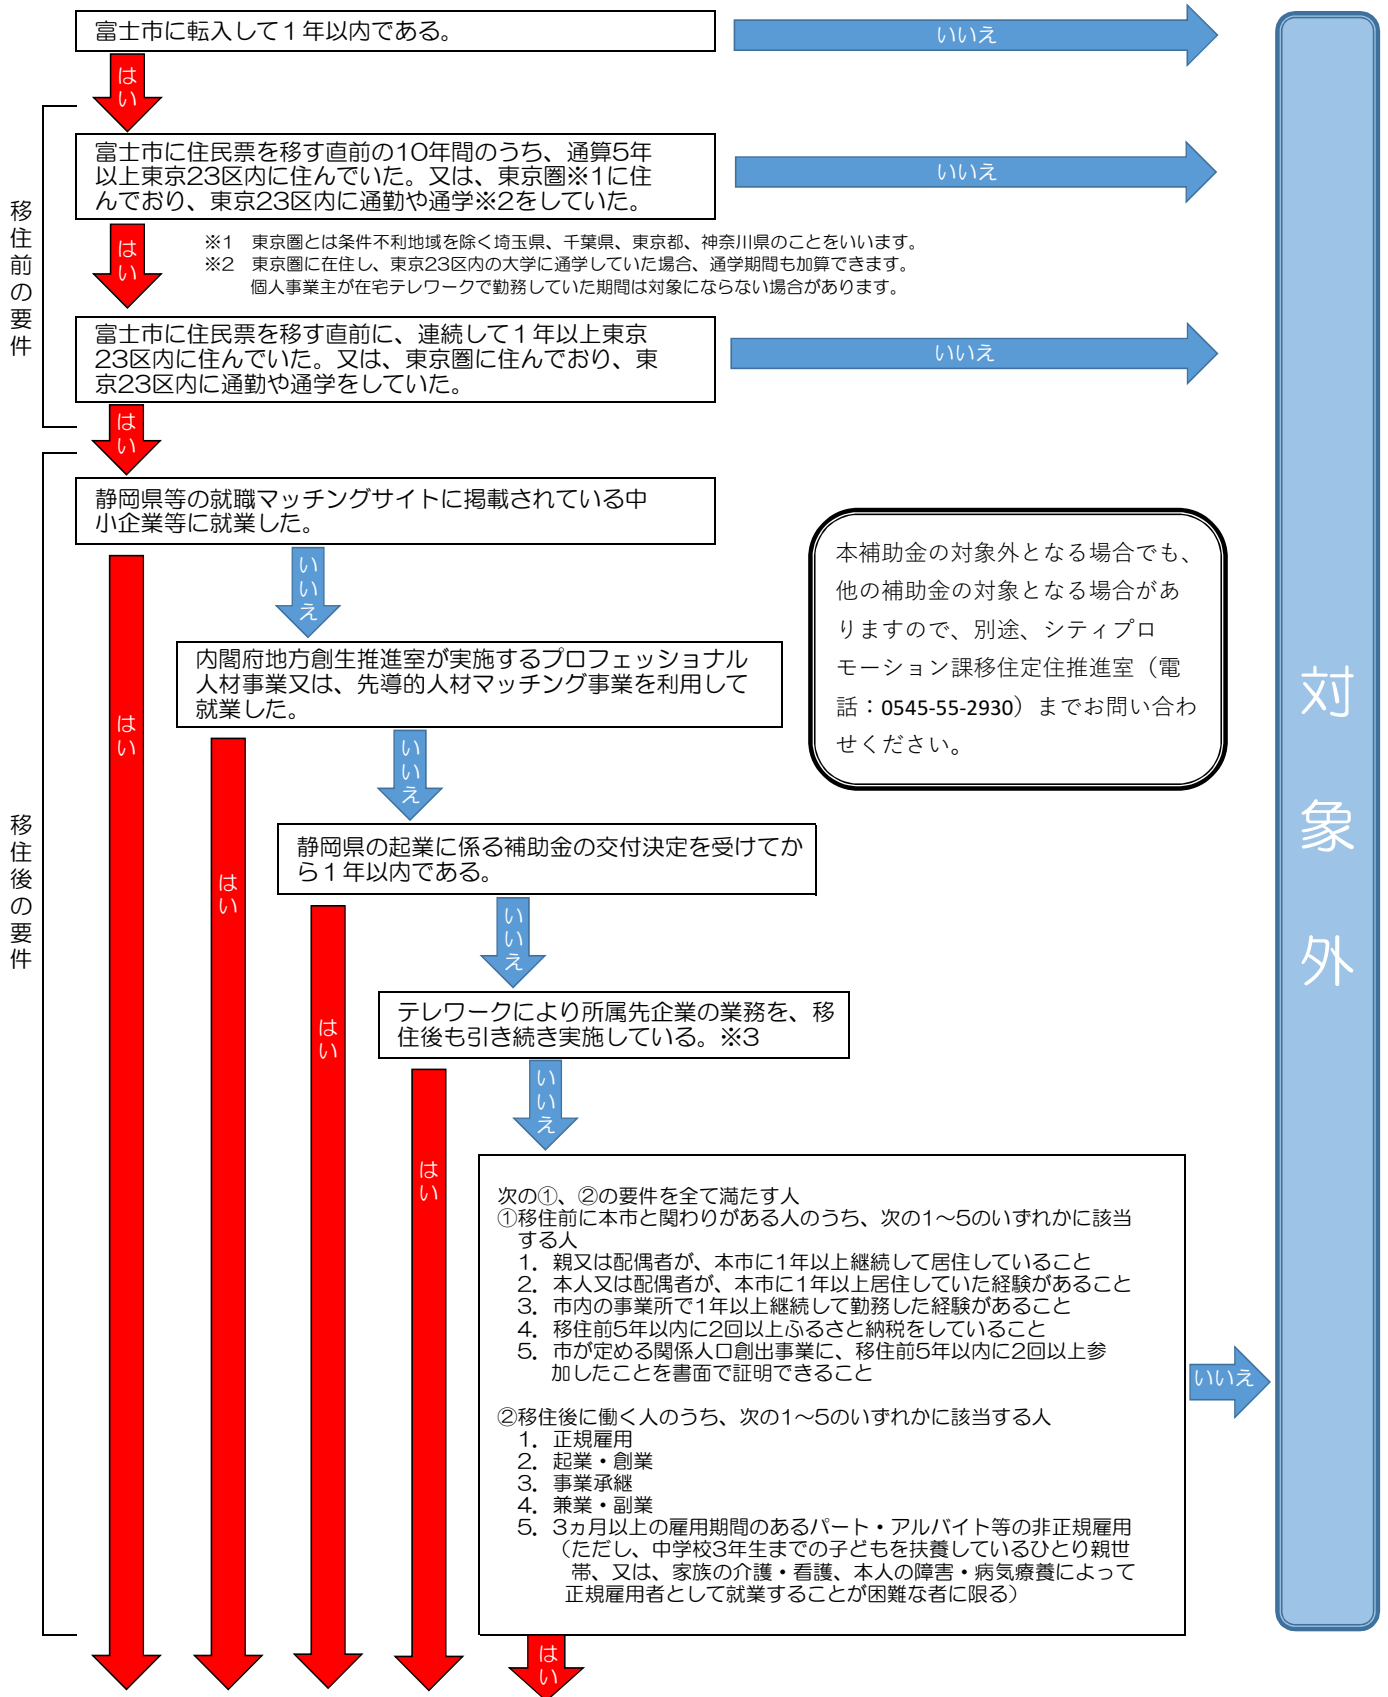 富士市に転入して１年以内である。
いいえ
はい
移住前の要件
富士市に住民票を移す直前の10年間のうち、通算5年
以上東京23区内に住んでいた。又は、東京圏※1に住
んでおり、東京23区内に通勤や通学※2をしていた。
いいえ
はい
※1　東京圏とは条件不利地域を除く埼玉県、千葉県、東京都、神奈川県のことをいいます。
※2　東京圏に在住し、東京23区内の大学に通学していた場合、通学期間も加算できます。
個人事業主が在宅テレワークで勤務していた期間は対象にならない場合があります。
富士市に住民票を移す直前に、連続して１年以上東京
23区内に住んでいた。又は、東京圏に住んでおり、東
京23区内に通勤や通学をしていた。
いいえ
はい
移住後の要件
静岡県等の就職マッチングサイトに掲載されている中
小企業等に就業した。
いいえ
はい
本補助金の対象外となる場合でも、
他の補助金の対象となる場合があ
りますので、別途、シティプロ
モーション課移住定住推進室（電
話：0545-55-2930）までお問い合わ
せください。
対象外
内閣府地方創生推進室が実施するプロフェッショナル
人材事業又は、先導的人材マッチング事業を利用して
就業した。
いいえ
はい
静岡県の起業に係る補助金の交付決定を受けてか
ら１年以内である。
いいえ
はい
テレワークにより所属先企業の業務を、移
住後も引き続き実施している。※3
いいえ
はい
次の①、②の要件を全て満たす人
①移住前に本市と関わりがある人のうち、次の1～5のいずれかに該当
する人
1．親又は配偶者が、本市に1年以上継続して居住していること
2．本人又は配偶者が、本市に1年以上居住していた経験があること
3．市内の事業所で1年以上継続して勤務した経験があること
4．移住前5年以内に2回以上ふるさと納税をしていること
5．市が定める関係人口創出事業に、移住前5年以内に2回以上参
加したことを書面で証明できること
②移住後に働く人のうち、次の1～5のいずれかに該当する人
1．正規雇用
2．起業・創業
3．事業承継
4．兼業・副業
5．3ヵ月以上の雇用期間のあるパート・アルバイト等の非正規雇用
（ただし、中学校3年生までの子どもを扶養しているひとり親世
帯、又は、家族の介護・看護、本人の障害・病気療養によって
正規雇用者として就業することが困難な者に限る）
いいえ
はい